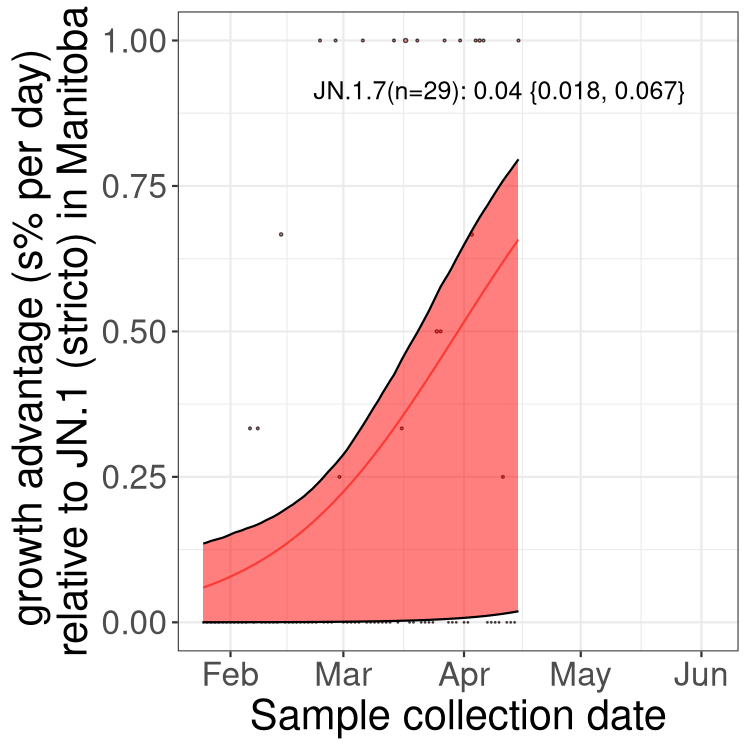 growth advantage (s% per day)
relative to JN.1 (stricto) in Manitoba
1.00
0.75
0.50
0.25
0.00
JN.1.7(n=29): 0.04 {0.018, 0.067}
Feb Mar Apr May Jun
Sample collection date